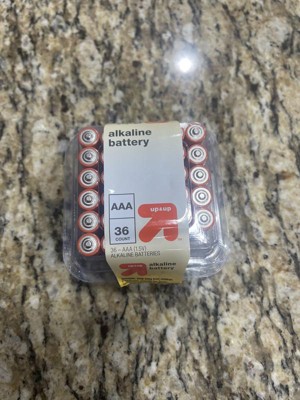 alkaline
battery
AAA
36
COUNT
up&up
36 – AAA (1.5V)
ALKALINE BATTERIES
alkaline
battery